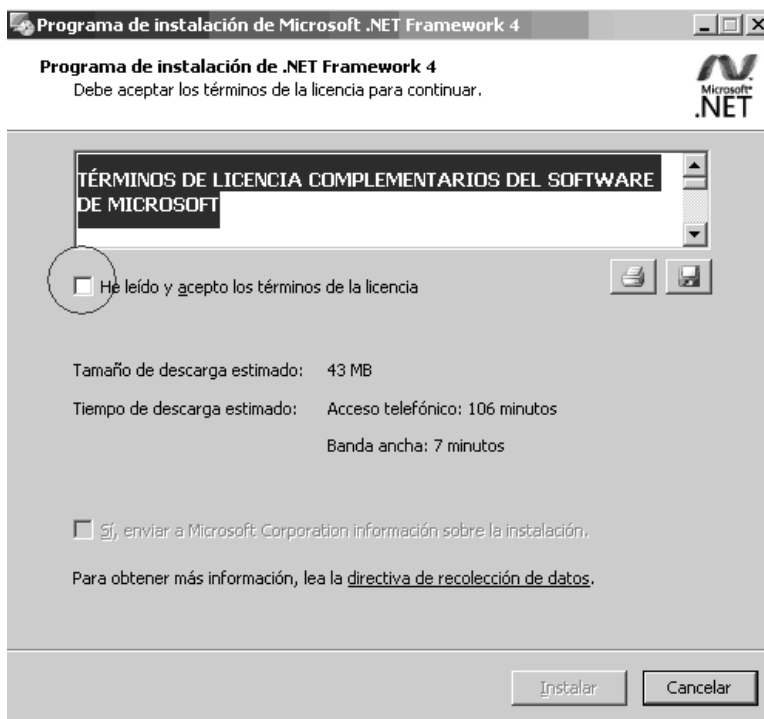 Programa de instalación de Microsoft .NET Framework 4
Programa de instalación de .NET Framework 4
Debe aceptar los términos de la licencia para continuar.
Microsoft
.NET
TÉRMINOS DE LICENCIA COMPLEMENTARIOS DEL SOFTWARE
DE MICROSOFT
He leído y acepto los términos de la licencia
Tamaño de descarga estimado: 43 MB
Tiempo de descarga estimado: Acceso telefónico: 106 minutos
Banda ancha: 7 minutos
Sí, enviar a Microsoft Corporation información sobre la instalación.
Para obtener más información, lea la directiva de recolección de datos.
Instalar Cancelar